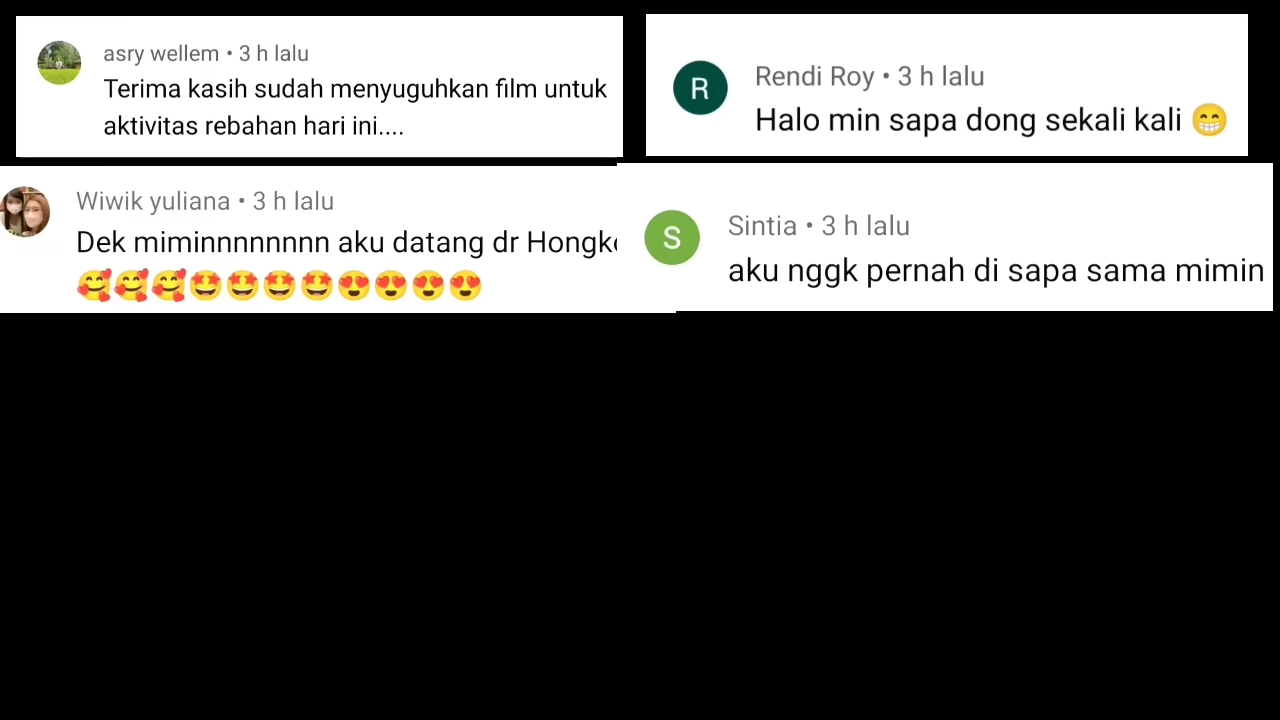 asry wellem • 3 h lalu
Terima kasih sudah menyuguhkan film untuk
aktivitas rebahan hari ini....
R
Rendi Roy • 3 h lalu
Halo min sapa dong sekali kali 😁
Wiwik yuliana • 3 h lalu
Dek miminnnnnnnn aku datang dr
🥰🥰🥰🤩🤩🤩🤩😍😍😍😍
S
Sintia • 3 h lalu
aku nggk pernah di sapa sama mimin